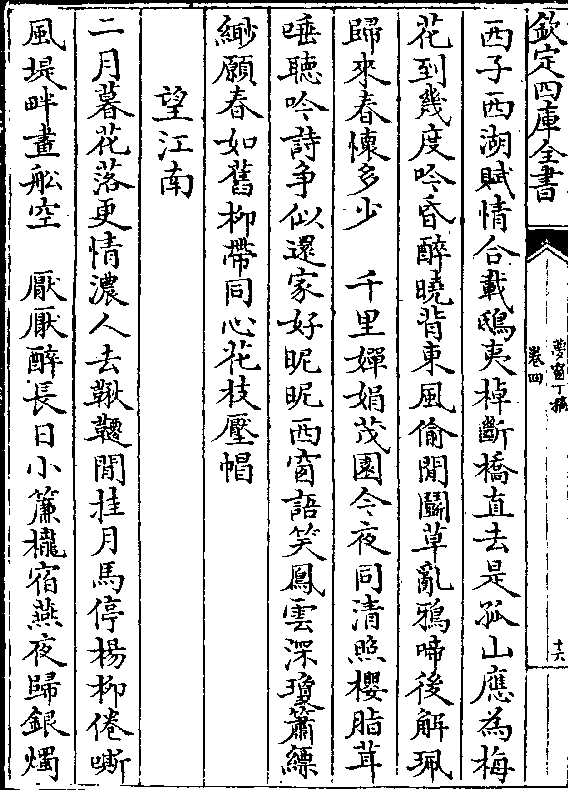 欽定四庫全書
夢窗丁稿
卷四
十六
西子西湖賦情合載鴟夷棹斷橋直去是孤山應為梅
花到幾度吟昏醉曉背東風偷閒鬭草亂鴉啼後解珮
歸來春懷多少　千里嬋娟茂園今夜同清照櫻脂茸
唾聽吟詩爭似還家好昵昵西窗語笑鳳雲深瓊簫縹
緲願春如舊柳帶同心花枝壓帽
望江南
二月暮花落更情濃人去鞦韆閒挂月馬停楊柳倦嘶
風堤畔畫舩空　厭厭醉長日小簾櫳宿燕夜歸銀燭